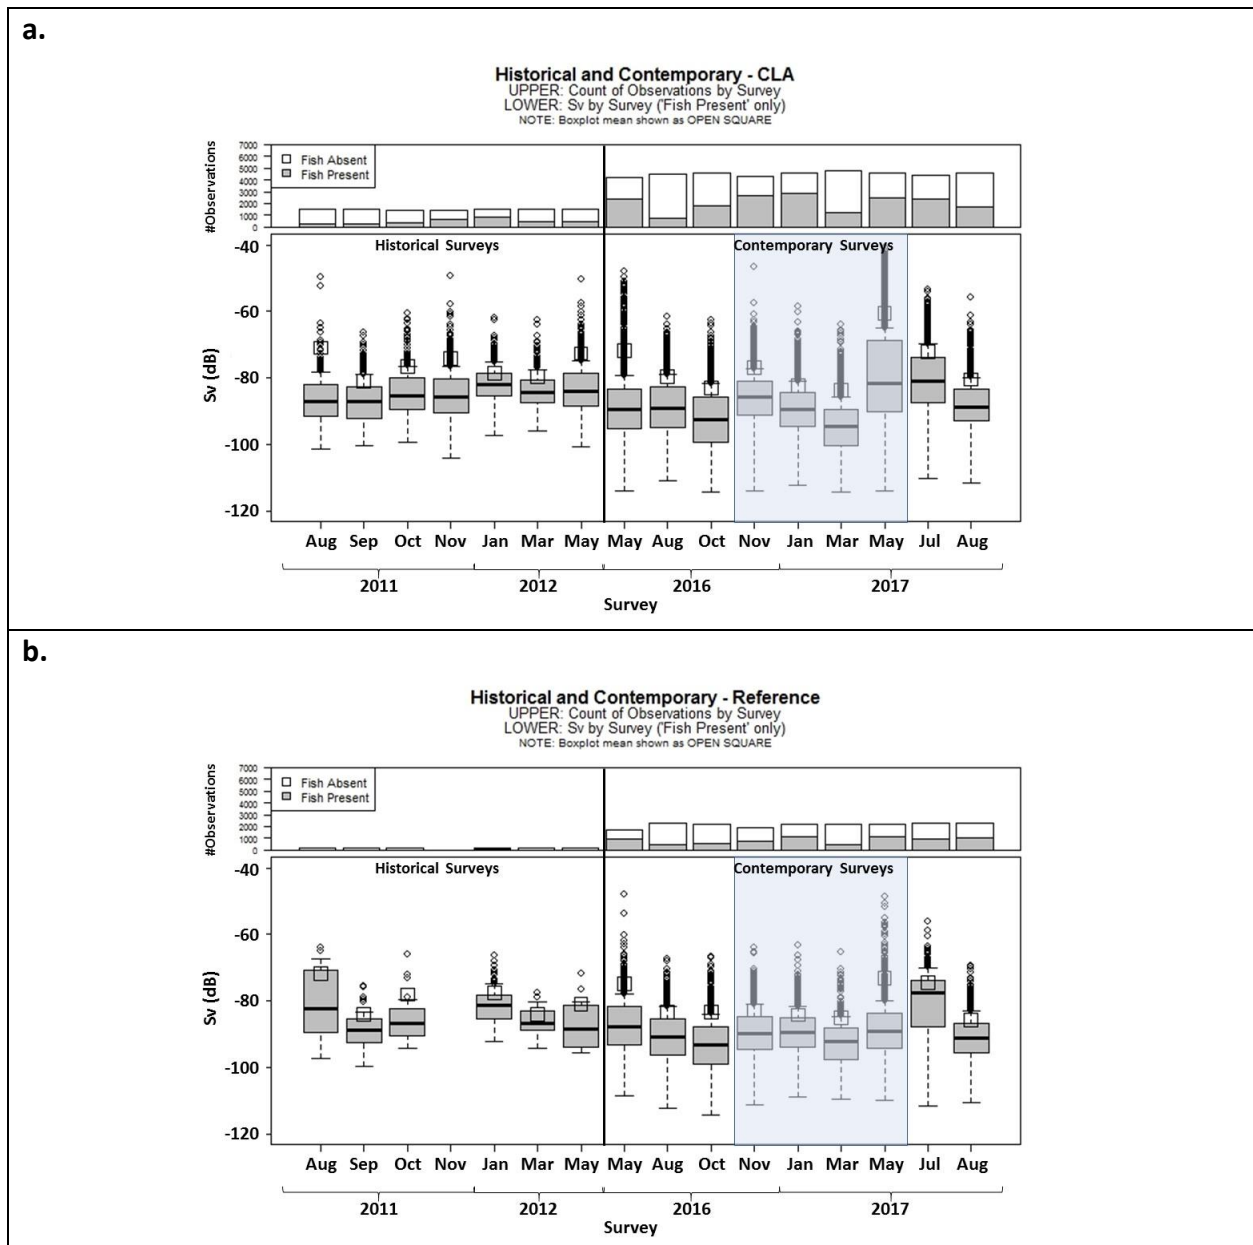 a.
Historical and Contemporary - CLA
UPPER: Count of Observations by Survey
LOWER: Sv by Survey ('Fish Present' only)
NOTE: Boxplot mean shown as OPEN SQUARE
#Observations
7000
6000
5000
4000
3000
2000
1000
0
Fish Absent
Fish Present
Historical Surveys
Contemporary Surveys
Sv (dB)
-40
-60
-80
-100
-120
Aug Sep Oct Nov Jan Mar May May Aug Oct Nov Jan Mar May Jul Aug
2011 2012 2016 2017
Survey
b.
Historical and Contemporary - Reference
UPPER: Count of Observations by Survey
LOWER: Sv by Survey ('Fish Present' only)
NOTE: Boxplot mean shown as OPEN SQUARE
#Observations
7000
6000
5000
4000
3000
2000
1000
0
Fish Absent
Fish Present
Historical Surveys
Contemporary Surveys
Sv (dB)
-40
-60
-80
-100
-120
Aug Sep Oct Nov Jan Mar May May Aug Oct Nov Jan Mar May Jul Aug
2011 2012 2016 2017
Survey